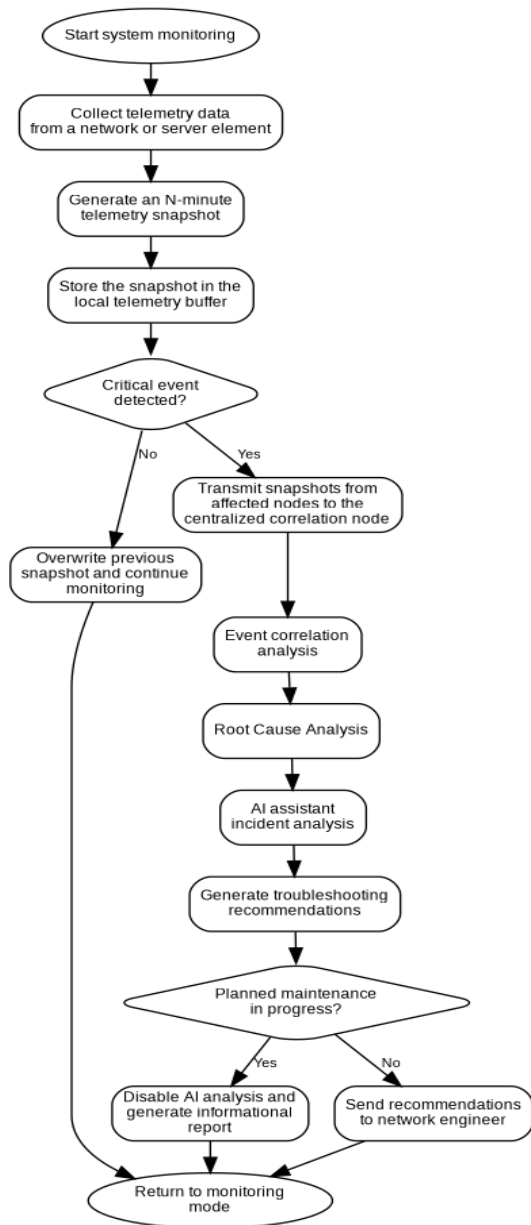 Start system monitoring
Collect telemetry data
from a network or server element
Generate an N-minute
telemetry snapshot
Store the snapshot in the
local telemetry buffer
Critical event
detected?
No
Yes
Transmit snapshots from
affected nodes to the
centralized correlation node
Overwrite previous
snapshot and continue
monitoring
Event correlation
analysis
Root Cause Analysis
AI assistant
incident analysis
Generate troubleshooting
recommendations
Planned maintenance
in progress?
Yes
No
Disable AI analysis and
generate informational
report
Send recommendations
to network engineer
Return to monitoring
mode